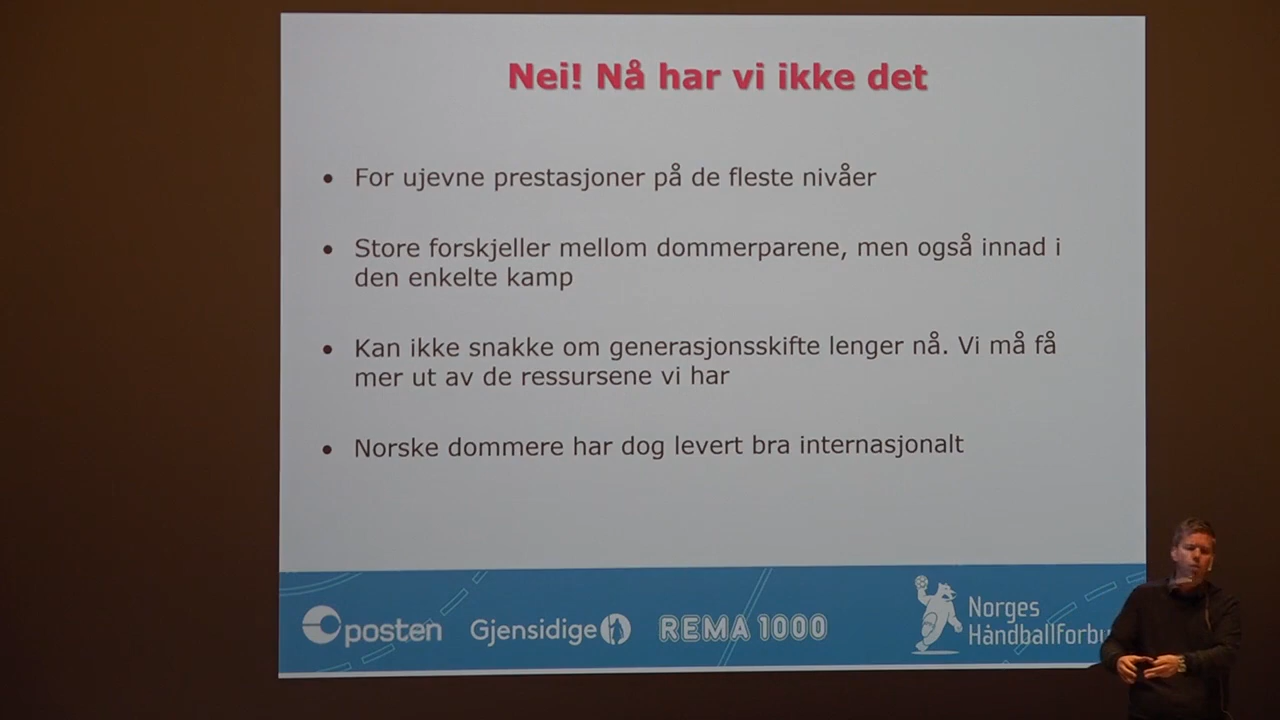 Nei! Nå har vi ikke det
• For ujevne prestasjoner på de fleste nivåer
• Store forskjeller mellom dommerparene, men også innad i
den enkelte kamp
• Kan ikke snakke om generasjonsskifte lenger nå. Vi må få
mer ut av de ressursene vi har
• Norske dommere har dog levert bra internasjonalt
posten
Gjensidige
REMA 1000
Norges
Håndballforbu